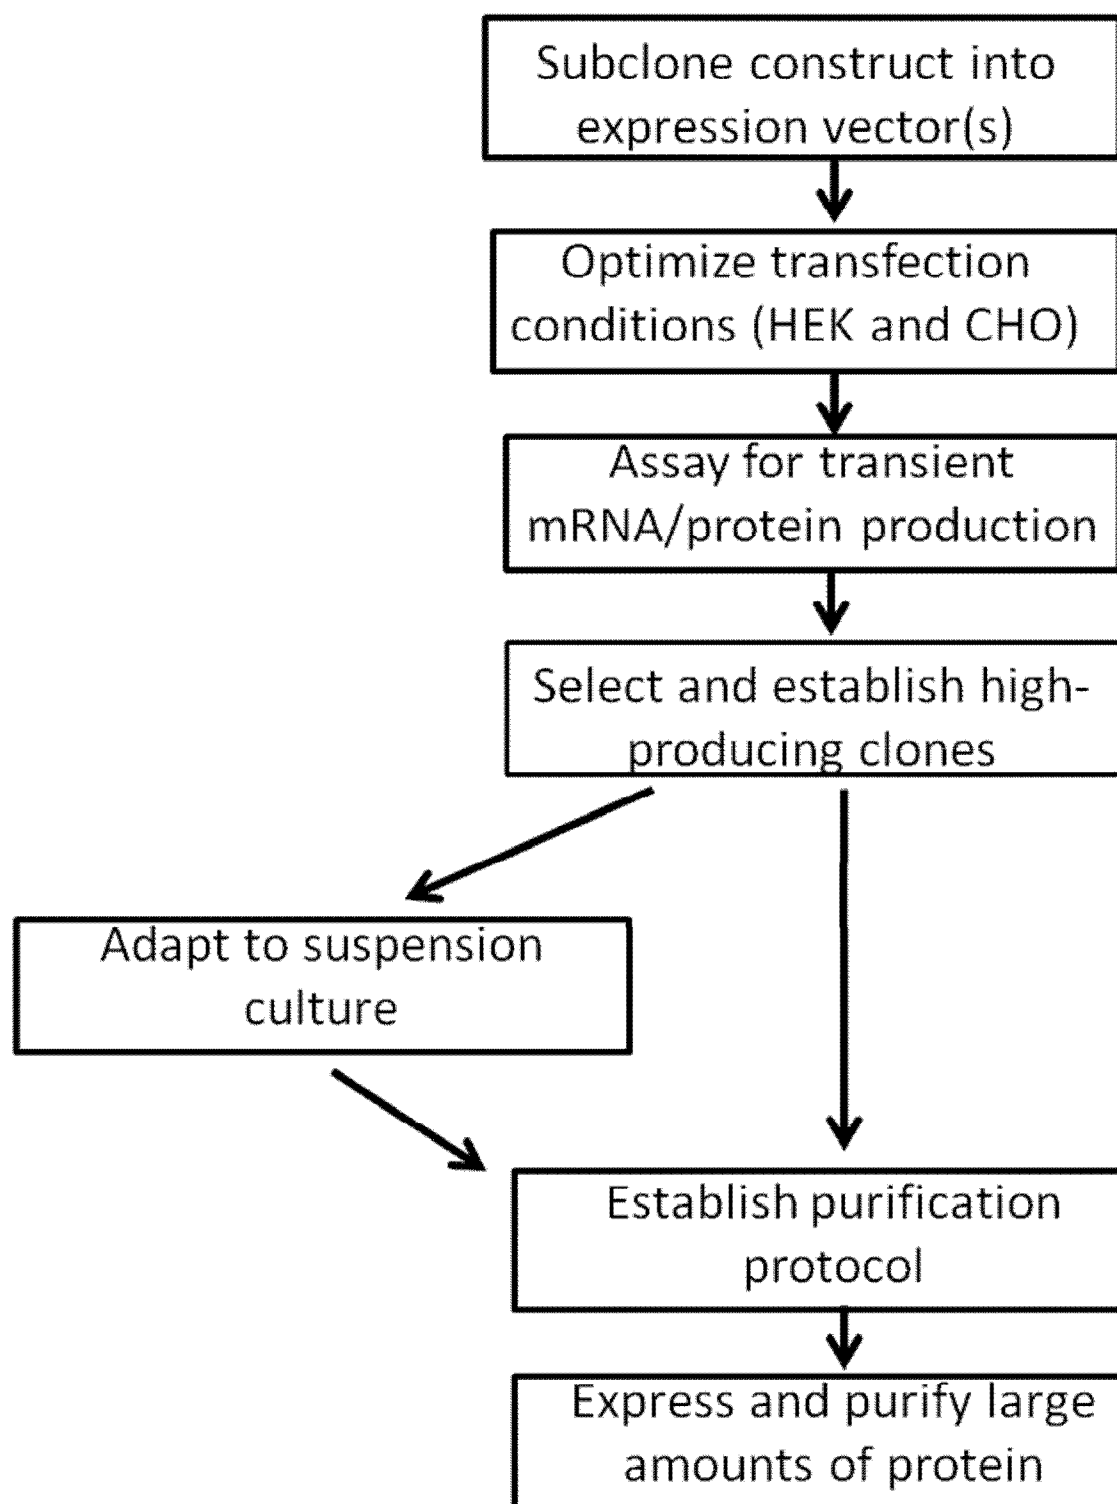 Subclone construct into
expression vector(s)
Optimize transfection
conditions (HEK and CHO)
Assay for transient
mRNA/protein production
Select and establish high-
producing clones
Adapt to suspension
culture
Establish purification
protocol
Express and purify large
amounts of protein